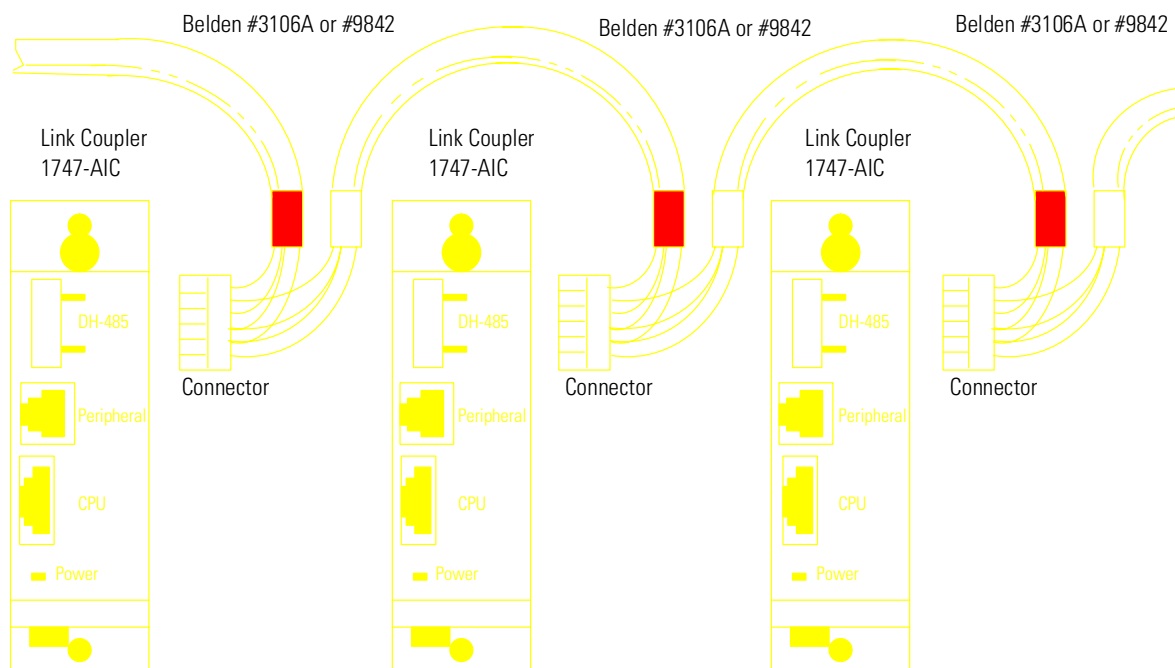 Belden #3106A or #9842
Belden #3106A or #9842
Belden #3106A or #9842
Link Coupler
1747-AIC
Link Coupler
1747-AIC
Link Coupler
1747-AIC
DH-485
DH-485
DH-485
Connector
Connector
Connector
Peripheral
Peripheral
Peripheral
CPU
CPU
CPU
Power
Power
Power